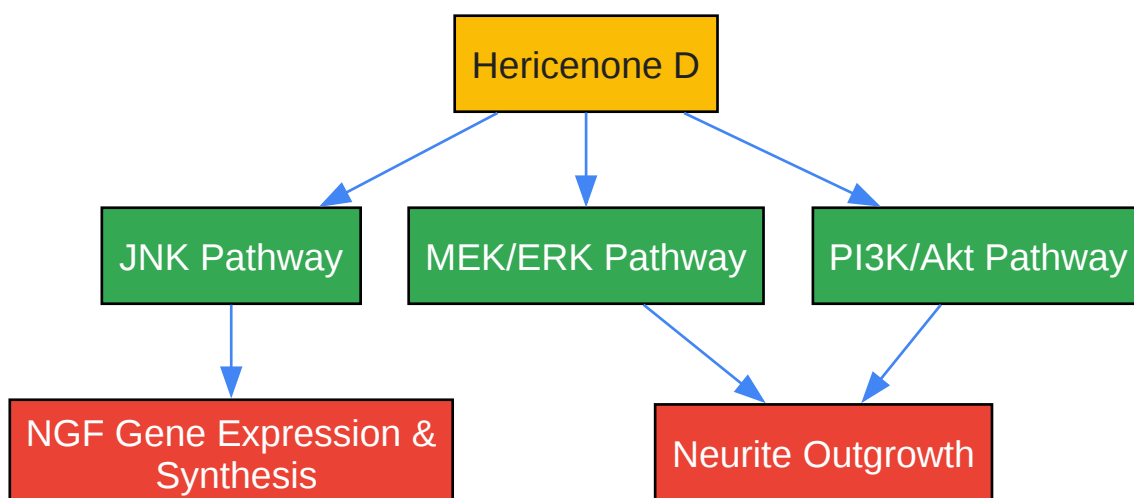 Hericenone D
JNK Pathway
MEK/ERK Pathway
PI3K/Akt Pathway
NGF Gene Expression &
Synthesis
Neurite Outgrowth